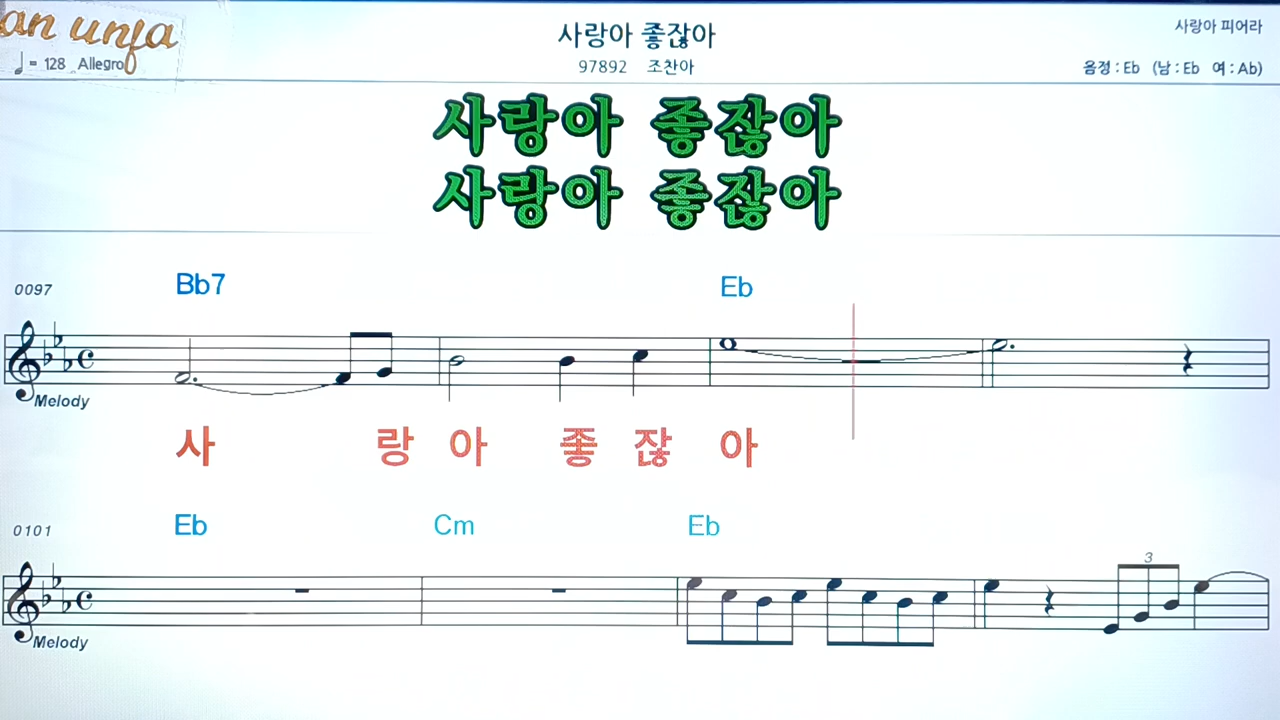 an unfa
사랑아 좋잖아
사랑아 피어라
♩= 128 Allegro
97892 조찬아
음정 : Eb (남 : Eb 여 : Ab)
사랑아 좋잖아
사랑아 좋잖아
0097 Bb7 Eb
Melody
사 랑 아 좋 잖 아
0101 Eb Cm Eb
3
Melody